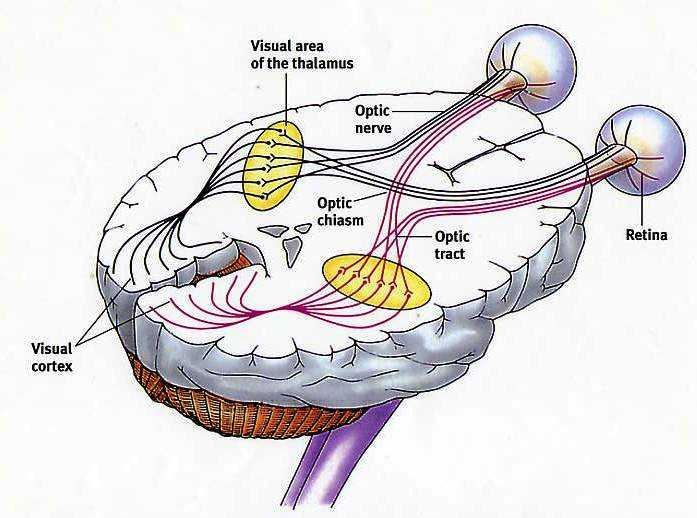 Visual area
of the thalamus
Optic
nerve
Optic
chiasm
Optic
tract
Retina
Visual
cortex